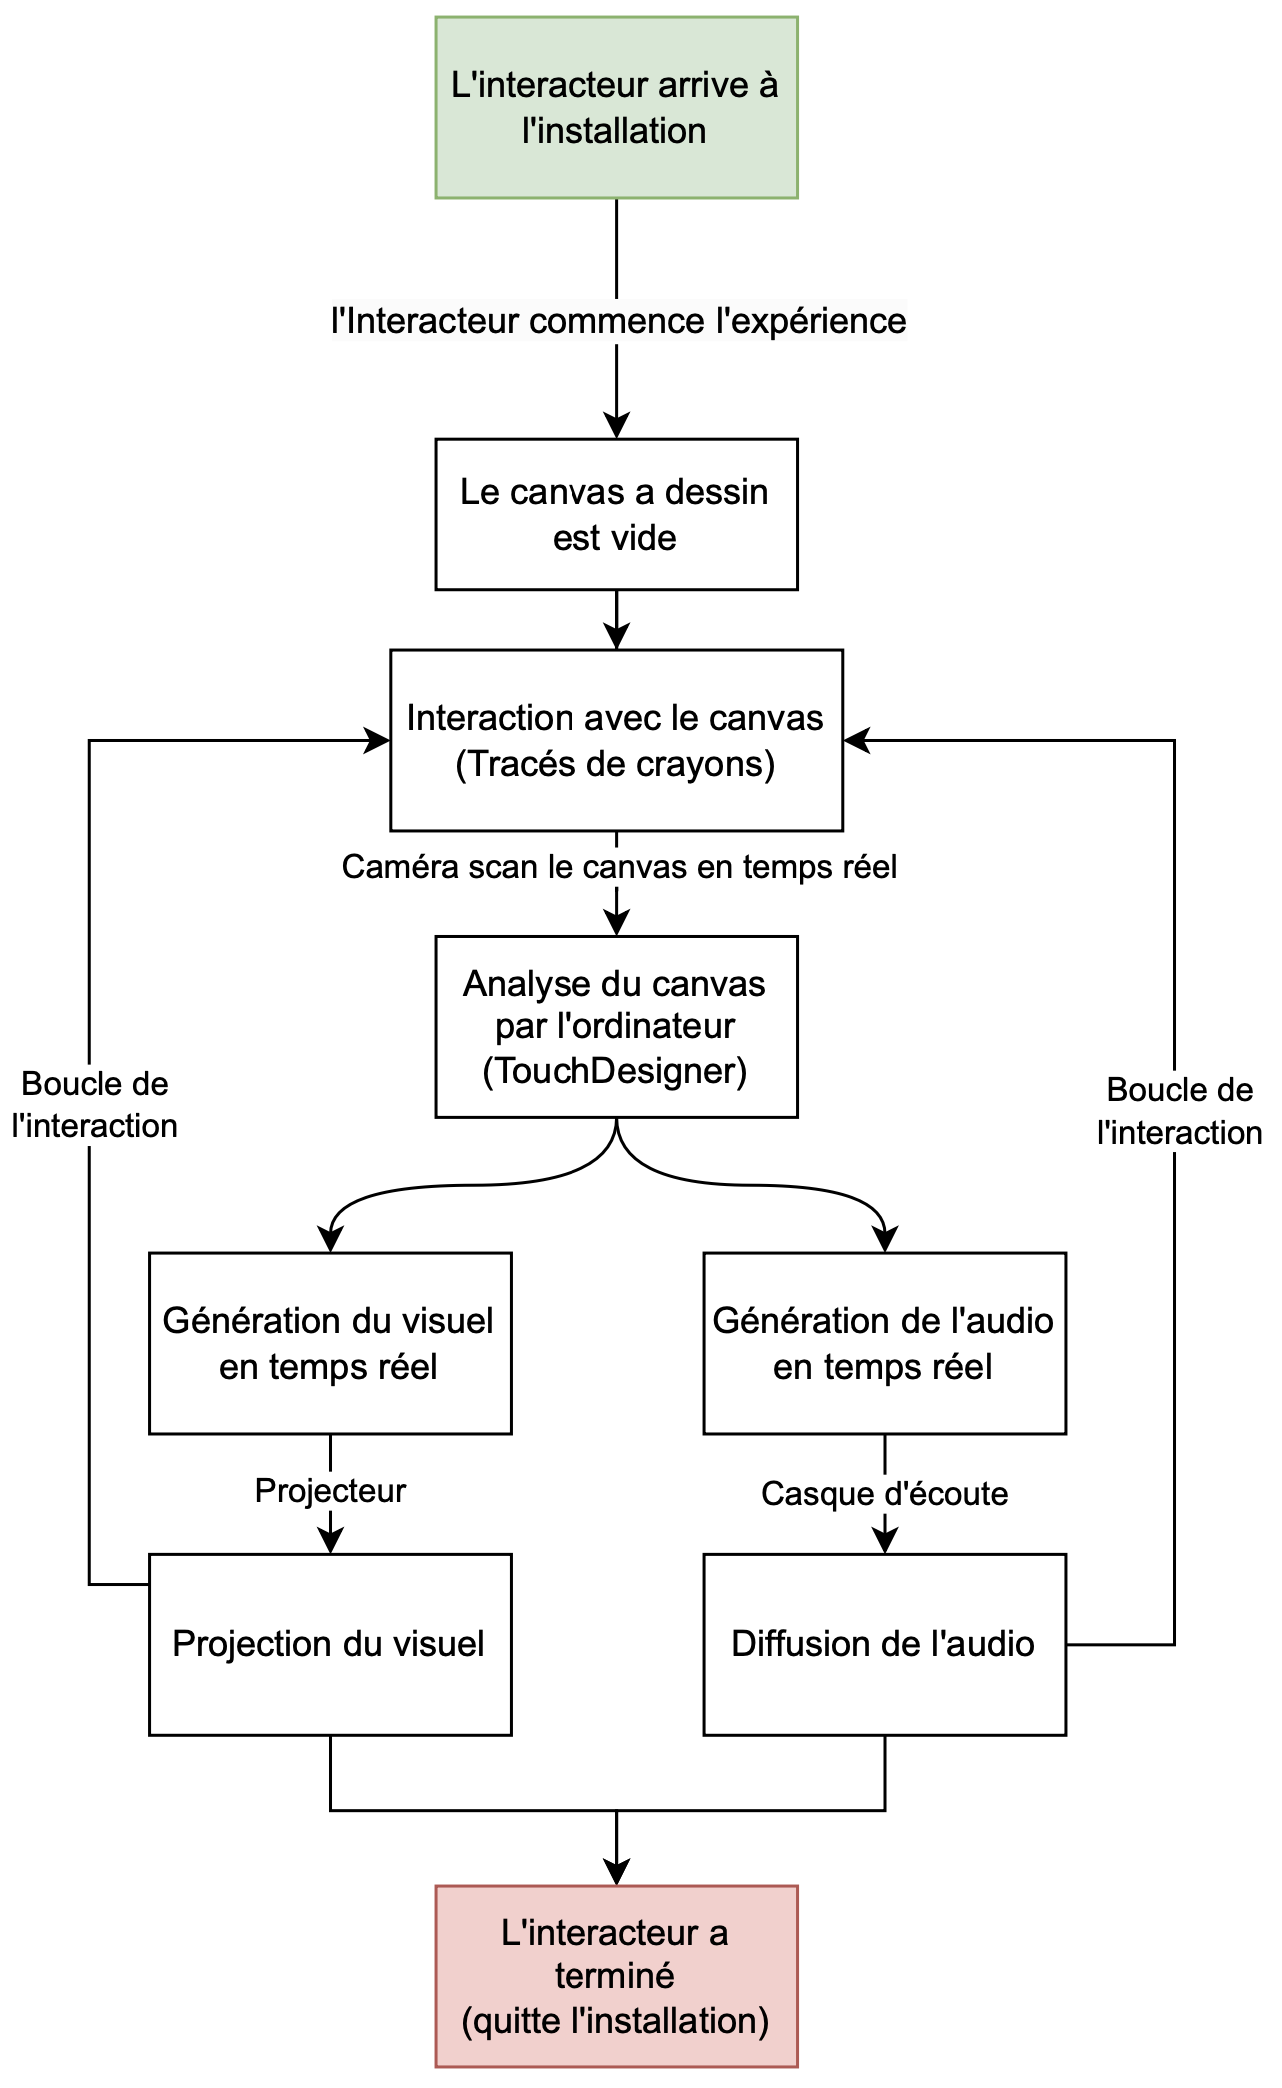 L'interacteur arrive à
l'installation
l'Interacteur commence l'expérience
Le canvas a dessin
est vide
Interaction avec le canvas
(Tracés de crayons)
Caméra scan le canvas en temps réel
Analyse du canvas
par l'ordinateur
(TouchDesigner)
Boucle de
l'interaction
Boucle de
l'interaction
Génération du visuel
en temps réel
Génération de l'audio
en temps réel
Projecteur
Casque d'écoute
Projection du visuel
Diffusion de l'audio
L'interacteur a
terminé
(quitte l'installation)